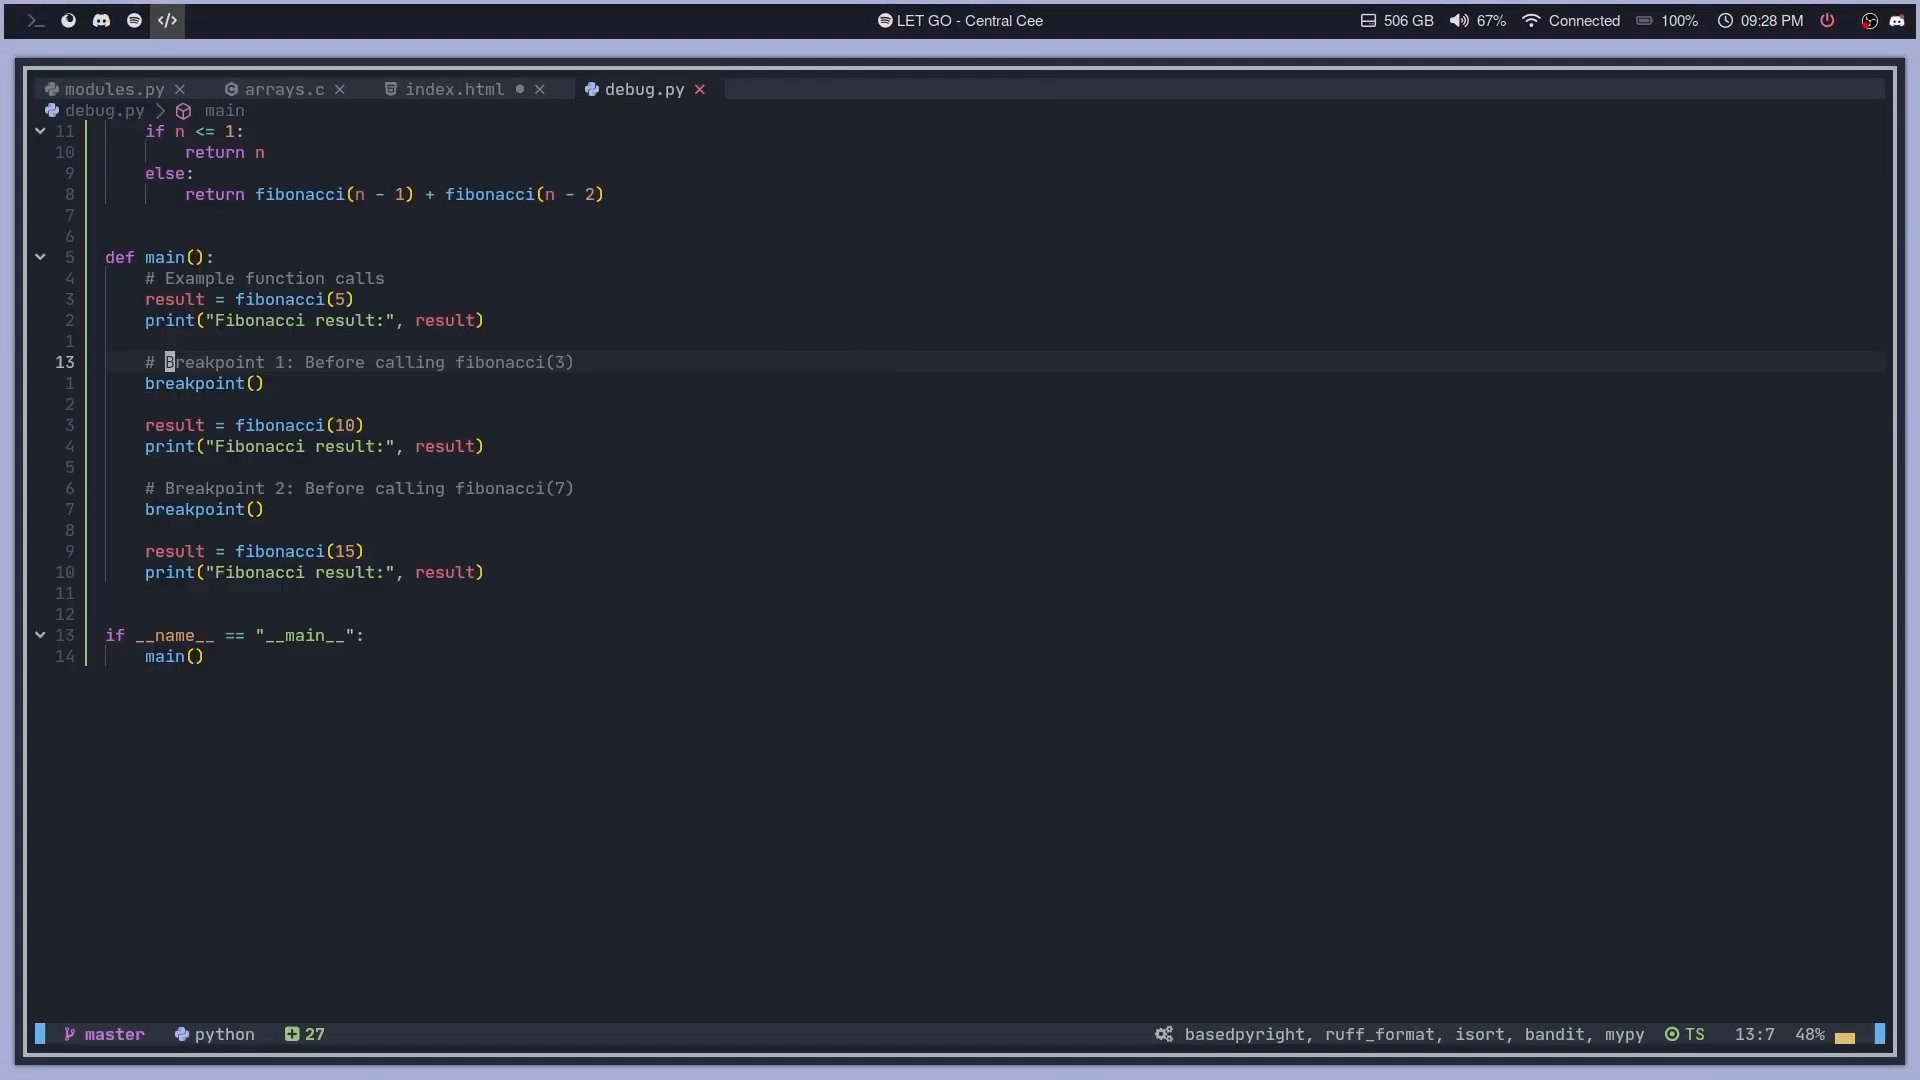 LET GO - Central Cee
506 GB 67% Connected 100% 09:28 PM
modules.py arrays.c index.html debug.py
debug.py > main
11 if n <= 1:
10 return n
9 else:
8 return fibonacci(n - 1) + fibonacci(n - 2)
7
6
5 def main():
4 # Example function calls
3 result = fibonacci(5)
2 print("Fibonacci result:", result)
1
13 # Breakpoint 1: Before calling fibonacci(3)
1 breakpoint()
2
3 result = fibonacci(10)
4 print("Fibonacci result:", result)
5
6 # Breakpoint 2: Before calling fibonacci(7)
7 breakpoint()
8
9 result = fibonacci(15)
10 print("Fibonacci result:", result)
11
12
13 if __name__ == "__main__":
14 main()
master python 27 basedpyright, ruff_format, isort, bandit, mypy TS 13:7 48%